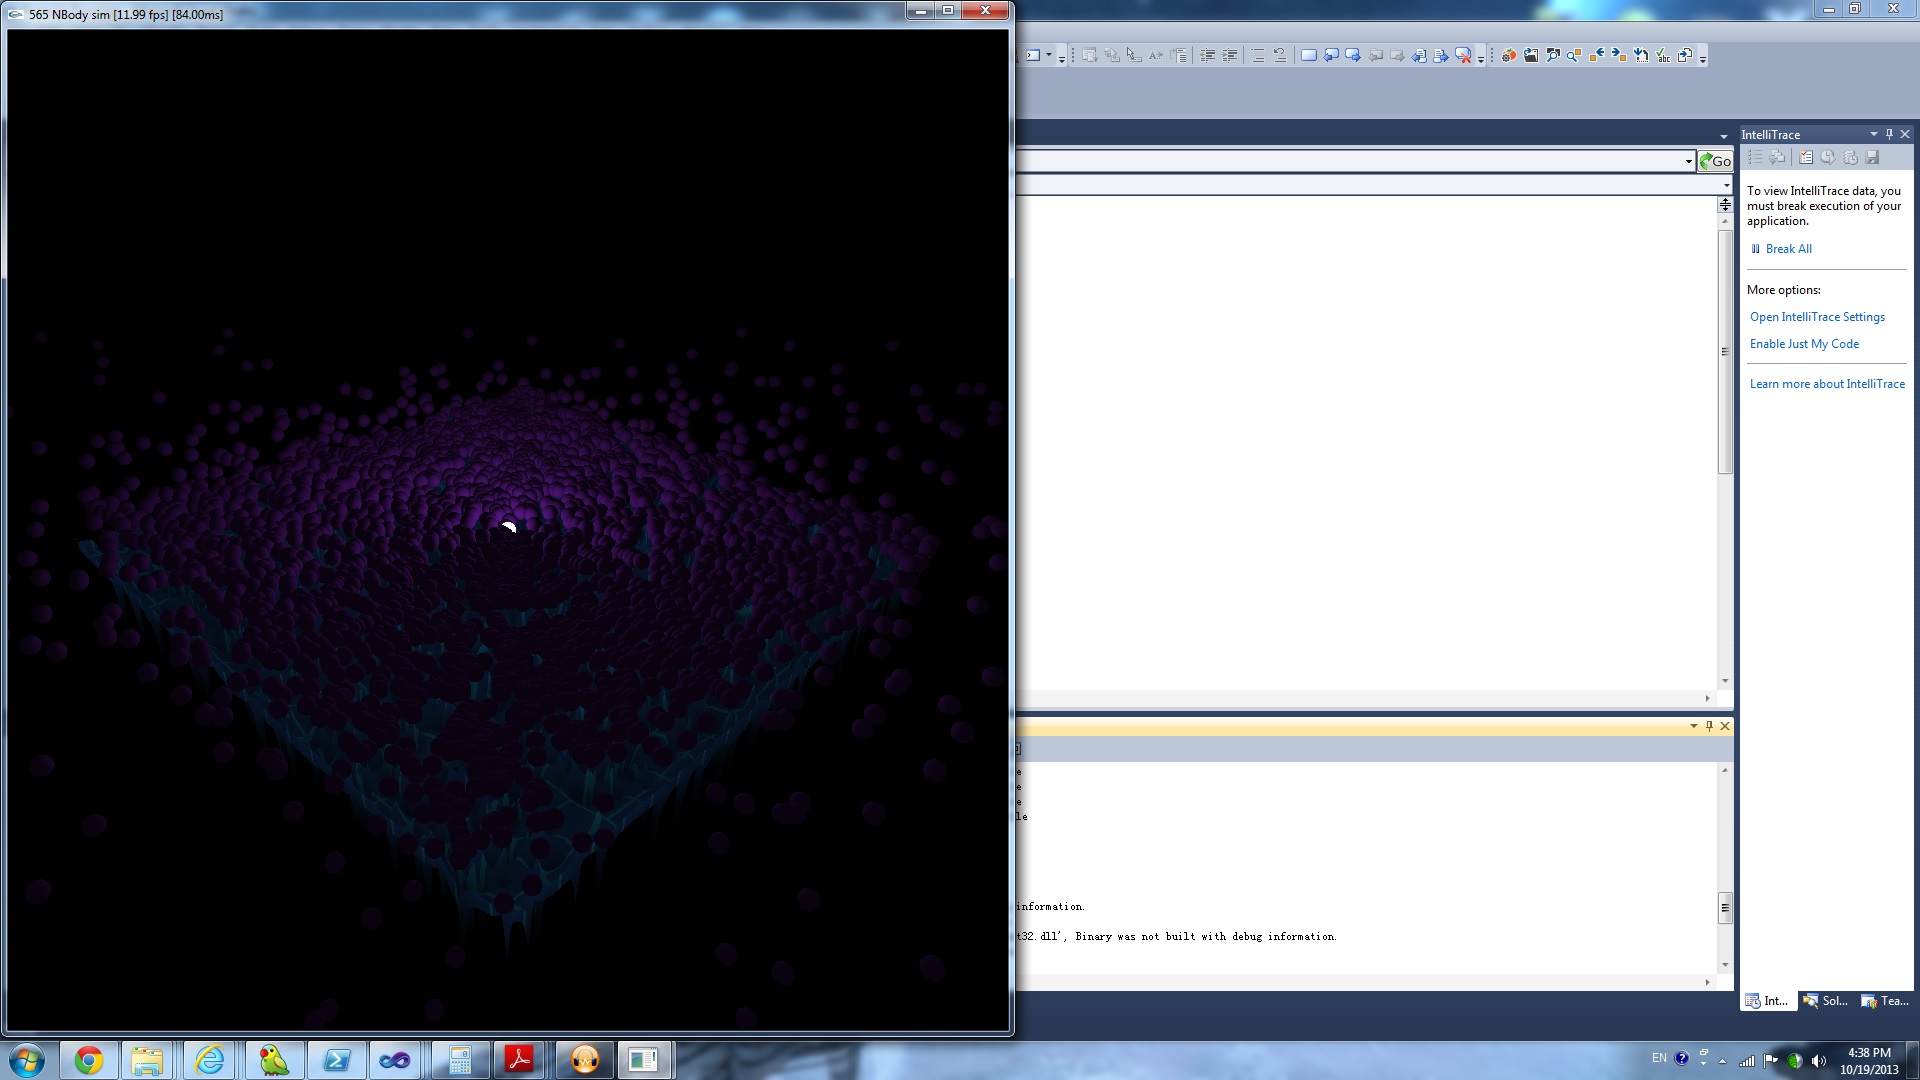 565 NBody sim [11.99 fps] [84.00ms]
Go
IntelliTrace
To view IntelliTrace data, you
must break execution of your
application.
Break All
More options:
Open IntelliTrace Settings
Enable Just My Code
Learn more about IntelliTrace
e
e
e
le
information.
t32.dll', Binary was not built with debug information.
Int...
Sol...
Tea...
EN
4:38 PM
10/19/2013